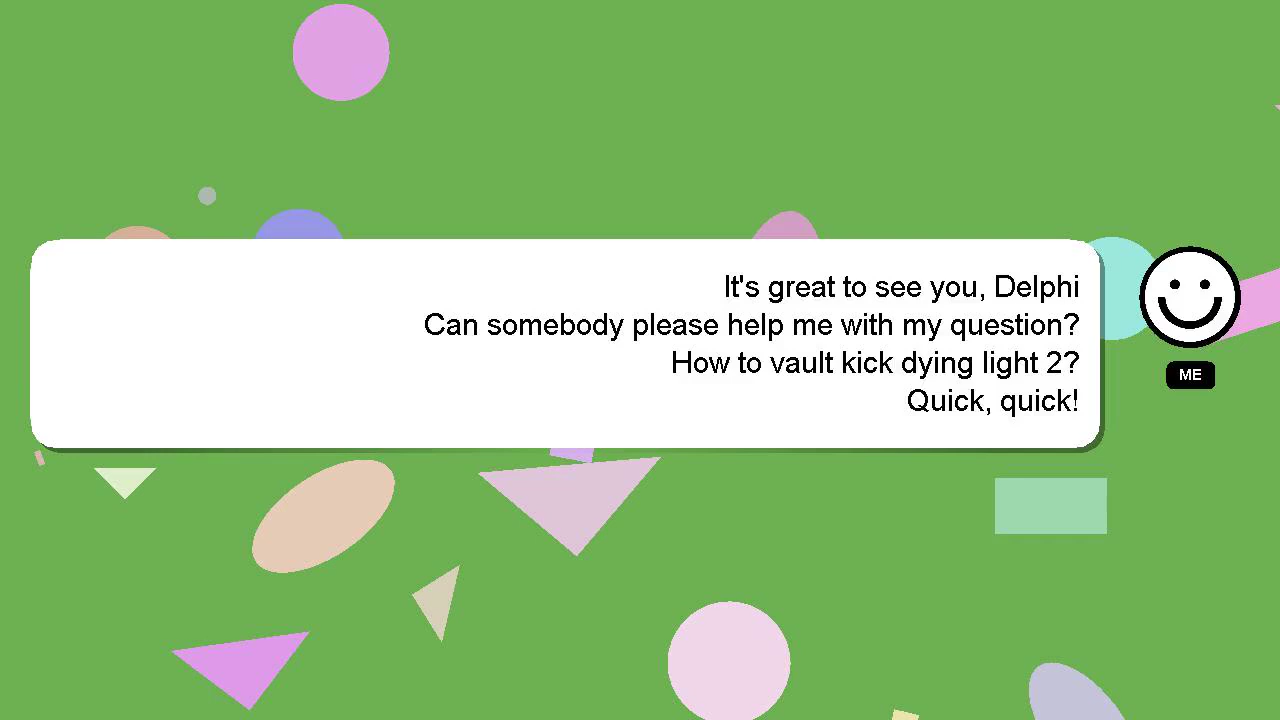 It's great to see you, Delphi
Can somebody please help me with my question?
How to vault kick dying light 2?
Quick, quick!
ME